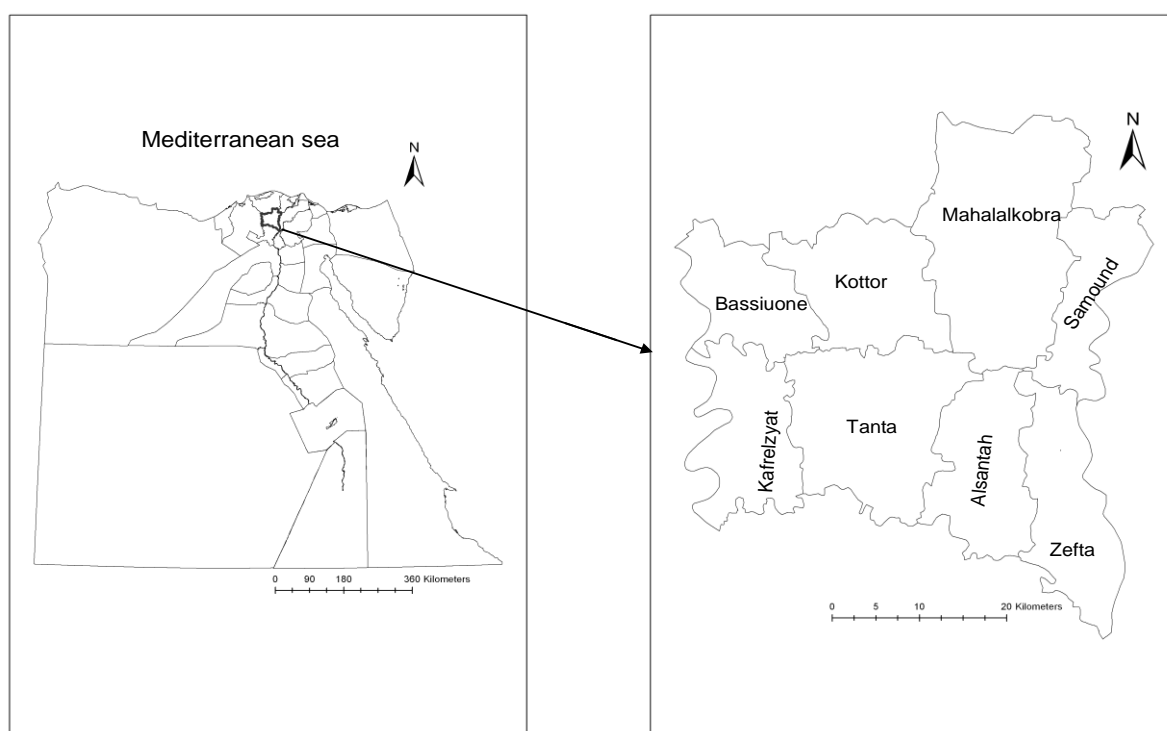 Mediterranean sea
N
0 90 180 360 Kilometers
N
Mahalalkobra
Samound
Kottor
Bassiuone
Kafrelzyat
Tanta
Alsantah
Zefta
0 5 10 20 Kilometers